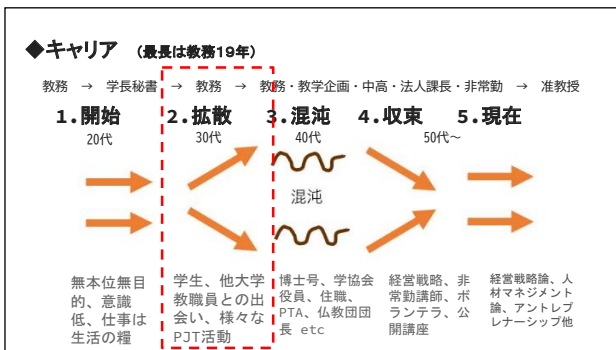 ◆キャリア (最長は教務19年)
教務 → 学長秘書 → 教務 → 教務・教学企画・中高・法人課長・非常勤 → 准教授
1.開始 2.拡散 3.混沌 4.収束 5.現在
20代 30代 40代 50代～
混沌
無本位無目
的、意識
低、仕事は
生活の糧
学生、他大学
教職員との出
会い、様々な
PJT活動
博士号、学協会
役員、住職、
PTA、仏教団団
長 etc
経営戦略、非
常勤講師、ボ
ランテラ、公
開講座
経営戦略論、人
材マネジメント
論、アントレプ
レナーシップ他